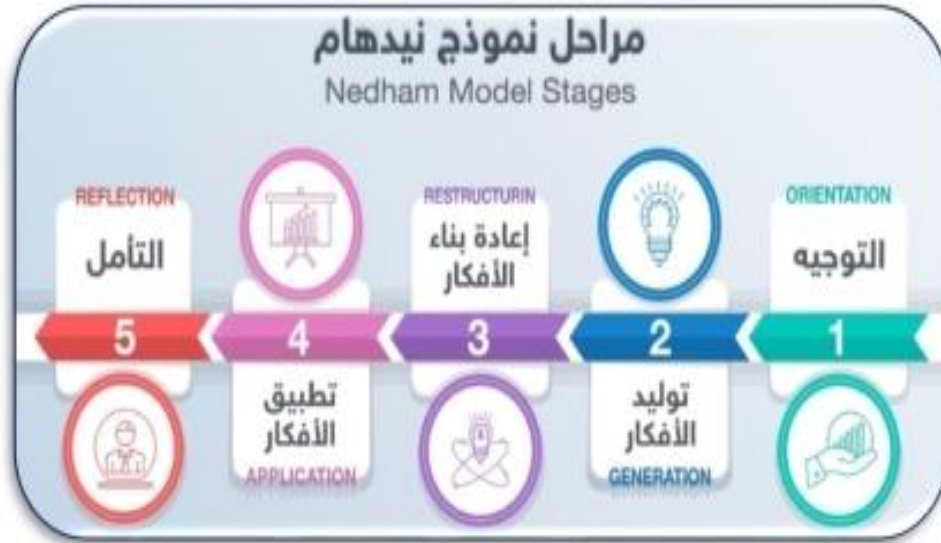 مراحل نموذج نيدهام
Nedham Model Stages
ORIENTATION
التوجيه
1
2
توليد
الأفكار
GENERATION
RESTRUCTURIN
إعادة بناء
الأفكار
3
4
تطبيق
الأفكار
APPLICATION
REFLECTION
التأمل
5